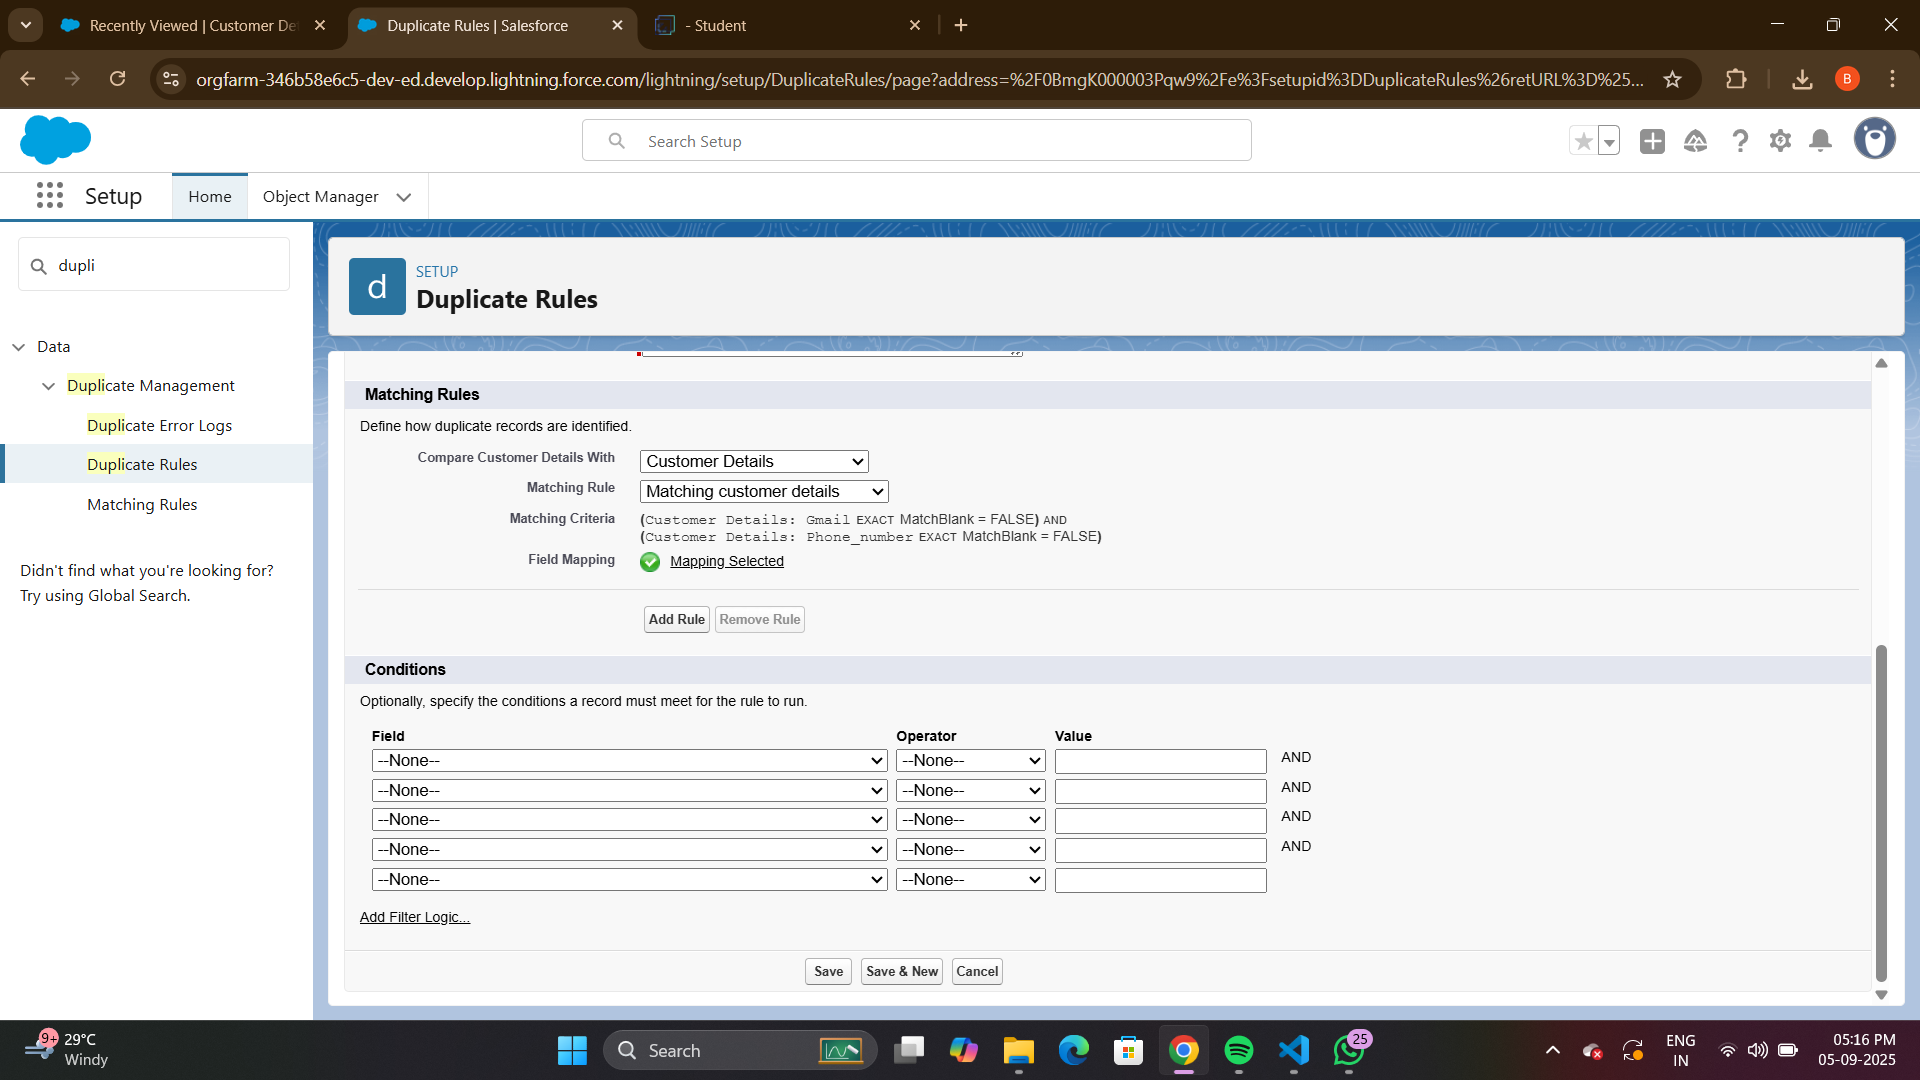 Recently Viewed | Customer De
Duplicate Rules | Salesforce
- Student
orgfarm-346b58e6c5-dev-ed.develop.lightning.force.com/lightning/setup/DuplicateRules/page?address=%2F0BmgK000003Pqw9%2Fe%3Fsetupid%3DDuplicateRules%26retURL%3D%25...
B
Search Setup
Setup
Home
Object Manager
dupli
Data
Duplicate Management
Duplicate Error Logs
Duplicate Rules
Matching Rules
Didn't find what you're looking for?
Try using Global Search.
d
SETUP
Duplicate Rules
Matching Rules
Define how duplicate records are identified.
Compare Customer Details With
Customer Details
Matching Rule
Matching customer details
Matching Criteria
(Customer Details: Gmail EXACT MatchBlank = FALSE) AND
(Customer Details: Phone_number EXACT MatchBlank = FALSE)
Field Mapping
Mapping Selected
Add Rule Remove Rule
Conditions
Optionally, specify the conditions a record must meet for the rule to run.
Field Operator Value
--None-- --None-- AND
--None-- --None-- AND
--None-- --None-- AND
--None-- --None-- AND
--None-- --None--
Add Filter Logic...
Save Save & New Cancel
9+
29°C
Windy
Search
25
ENG
IN
05:16 PM
05-09-2025